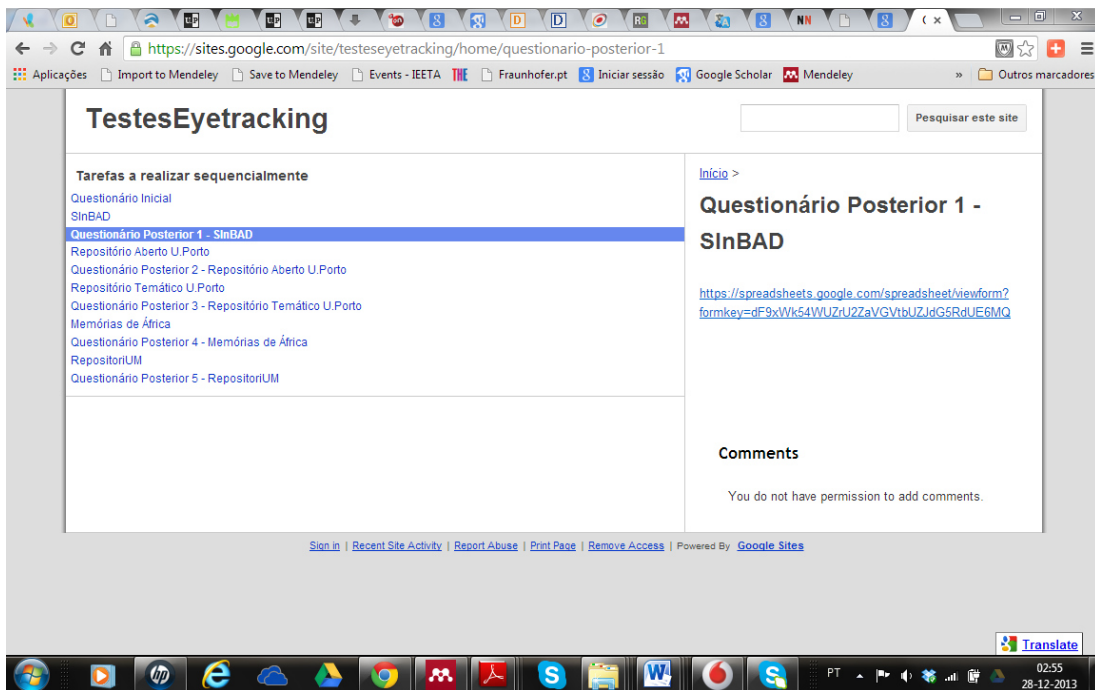 https://sites.google.com/site/testeseyetracking/home/questionario-posterior-1
Aplicações Import to Mendeley Save to Mendeley Events - IEETA THE Fraunhofer.pt Iniciar sessão Google Scholar Mendeley » Outros marcadores
TestesEyetracking
Pesquisar este site
Tarefas a realizar sequencialmente
Questionário Inicial
SInBAD
Questionário Posterior 1 - SInBAD
Repositório Aberto U.Porto
Questionário Posterior 2 - Repositório Aberto U.Porto
Repositório Temático U.Porto
Questionário Posterior 3 - Repositório Temático U.Porto
Memórias de África
Questionário Posterior 4 - Memórias de África
RepositoriUM
Questionário Posterior 5 - RepositoriUM
Início >
Questionário Posterior 1 -
SInBAD
https://spreadsheets.google.com/spreadsheet/viewform?
formkey=dF9xWk54WUZrU2ZaVGVtbUZJdG5RdUE6MQ
Comments
You do not have permission to add comments.
Sign in | Recent Site Activity | Report Abuse | Print Page | Remove Access | Powered By Google Sites
Translate
PT
02:55
28-12-2013